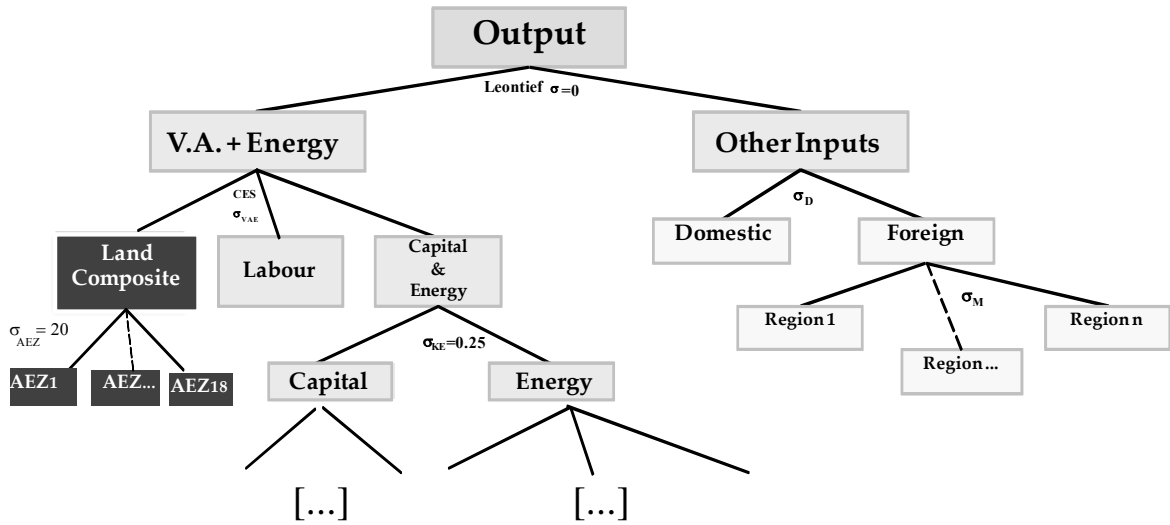 Output
Leontief σ=0
V.A. + Energy
Other Inputs
CES
σVAE
σD
Land
Composite
Labour
Capital
&
Energy
Domestic
Foreign
σAEZ = 20
σKE=0.25
σM
Region 1
Region n
Region...
AEZ1
AEZ...
AEZ18
Capital
Energy
[...]
[...]